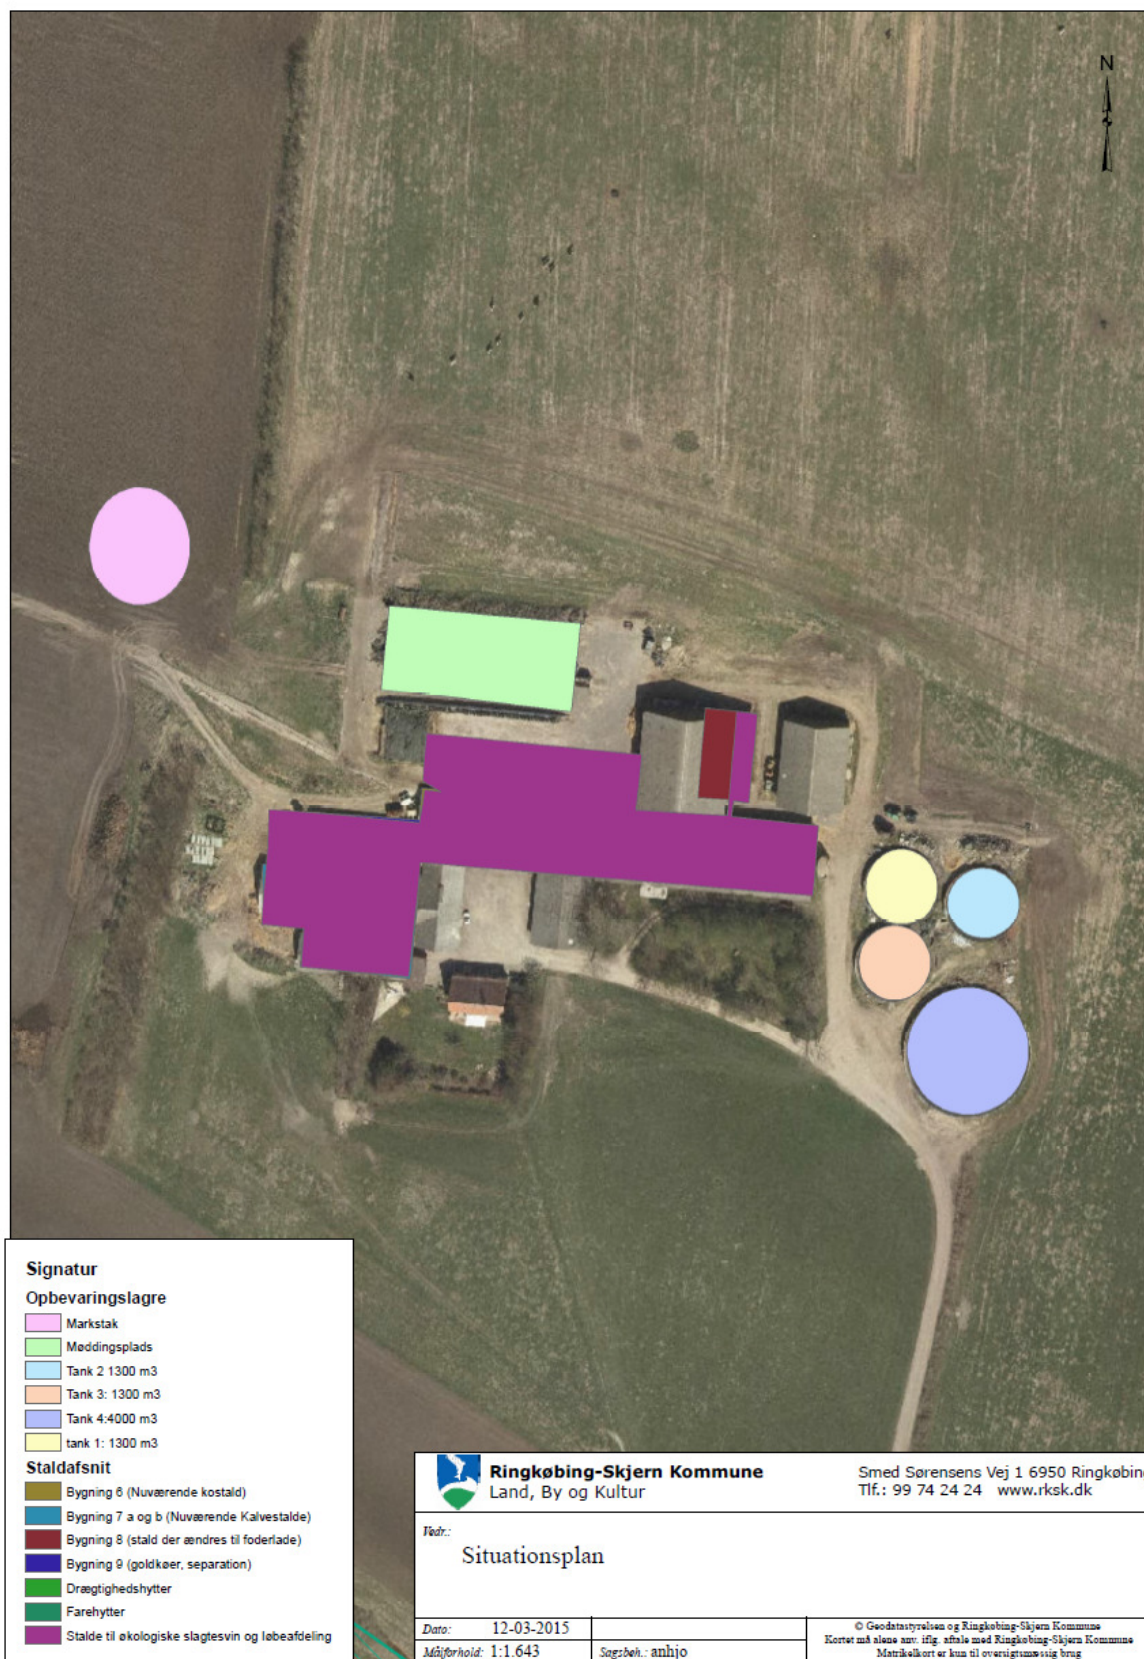 N
Signatur
Opbevaringslagre
Markstak
Møddingsplads
Tank 2 1300 m3
Tank 3: 1300 m3
Tank 4:4000 m3
tank 1: 1300 m3
Staldafsnit
Bygning 6 (Nuværende kostald)
Bygning 7 a og b (Nuværende Kalvestalde)
Bygning 8 (stald der ændres til foderlade)
Bygning 9 (goldkøer, separation)
Drægtighedshytter
Farehytter
Stalde til økologiske slagtesvin og løbeafdeling
Ringkøbing-Skjern Kommune
Land, By og Kultur
Smed Sørensens Vej 1 6950 Ringkøbing
Tlf.: 99 74 24 24 www.rksk.dk
Vedr.:
Situationsplan
Dato: 12-03-2015
Målforhold: 1:1.643
Sagsbeh.: anhjo
© Geodatastyrelsen og Ringkøbing-Skjern Kommune
Kortet må alene anv. iflg. aftale med Ringkøbing-Skjern Kommune
Matrikelkort er kun til oversigtsmæssig brug